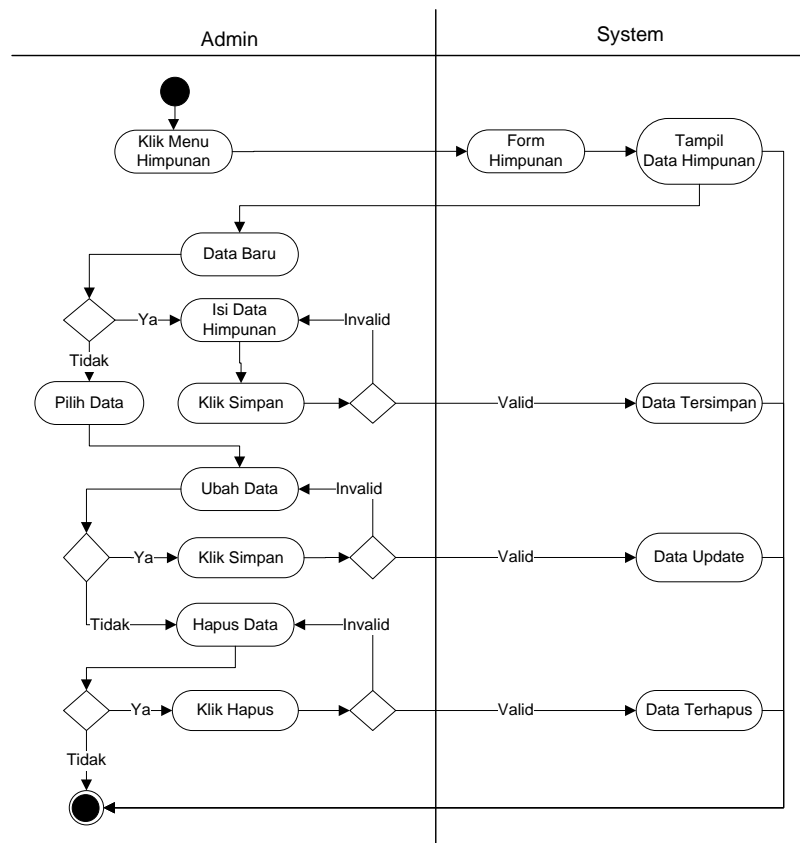 Admin
System
Klik Menu
Himpunan
Form
Himpunan
Tampil
Data Himpunan
Data Baru
Ya
Isi Data
Himpunan
Invalid
Tidak
Pilih Data
Klik Simpan
Valid
Data Tersimpan
Ubah Data
Invalid
Ya
Klik Simpan
Valid
Data Update
Tidak
Hapus Data
Invalid
Ya
Klik Hapus
Valid
Data Terhapus
Tidak